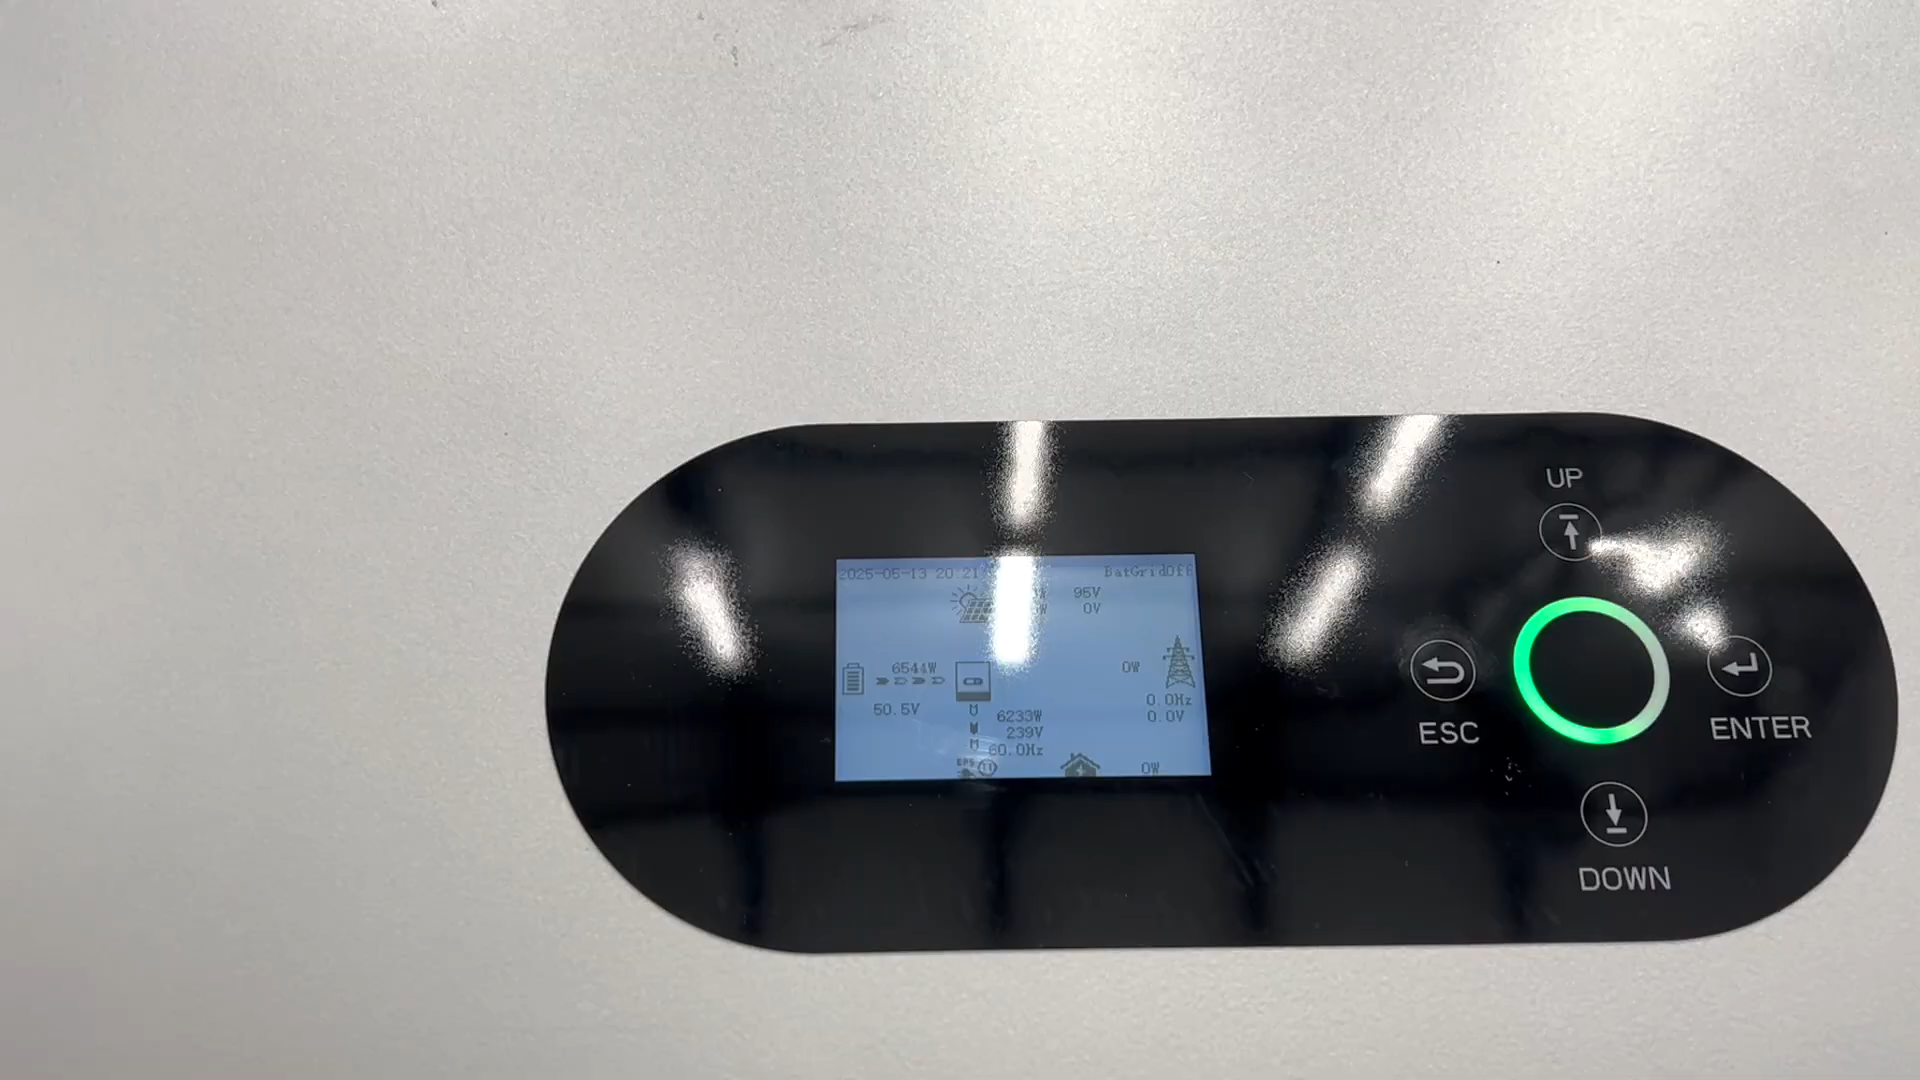 UP
2025-05-13 20:21
BatGridOff
W 95V
W 0V
6544W
0W
50.5V
0.0Hz
6233W
0.0V
239V
60.0Hz
EPS
0W
ESC
ENTER
DOWN